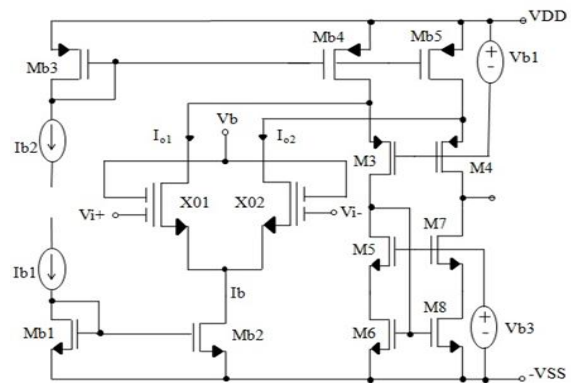 VDD
Mb4
Mb5
Mb3
Vb1
+
-
Vb
Io1
Io2
Ib2
M3
M4
X01
X02
Vi+
Vi-
M5
M7
Ib1
Ib
M6
M8
+
-
Vb3
Mb1
Mb2
-VSS